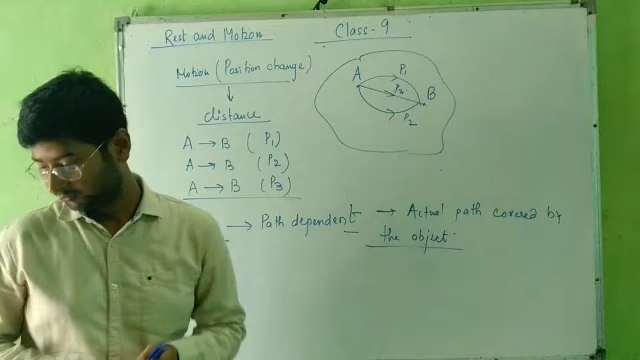 Rest and Motion
Class-9
Motion (Position change)
distance
A → B (P1)
A → B (P2)
A → B (P3)
→ Path dependent → Actual path covered by
the object.
A
P1
P3
B
P2